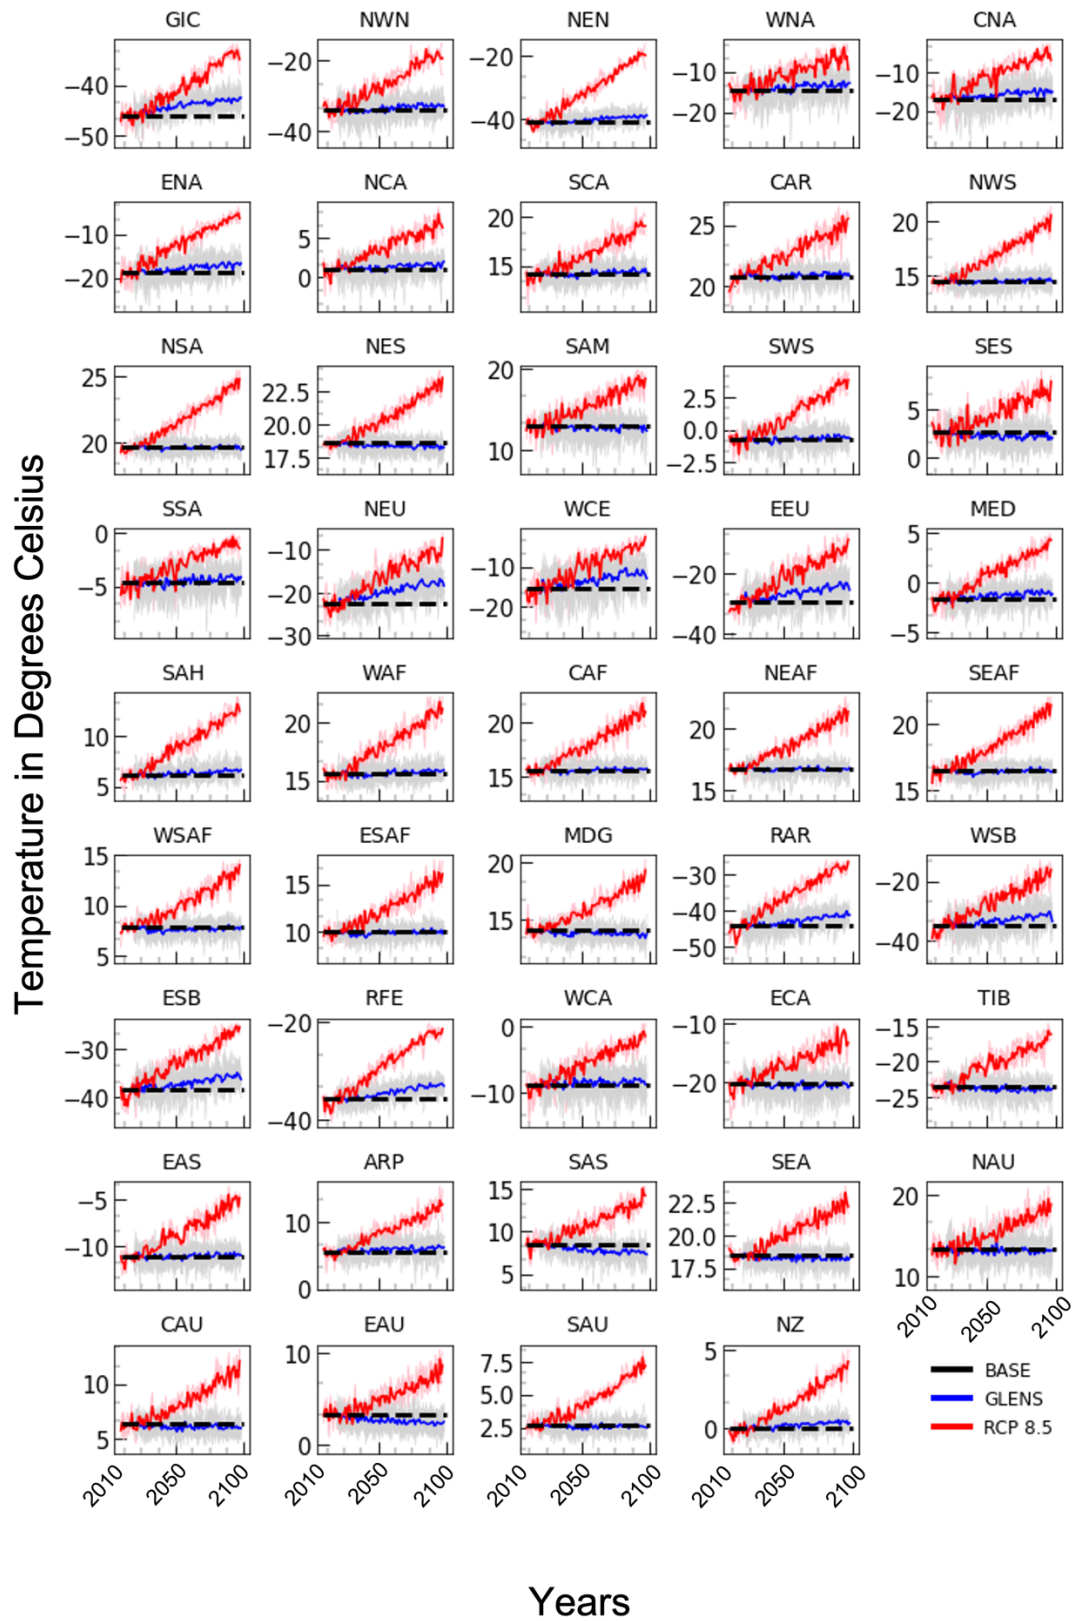 GIC NWN NEN WNA CNA
−40 −20 −20 −10 −10
−50 −40 −40 −20 −20
ENA NCA SCA CAR NWS
−10 5 20 25 20
−20 0 15 20 15
NSA NES SAM SWS SES
25 22.5 20 2.5 5
20 20.0 10 0.0 0
17.5 −2.5
SSA NEU WCE EEU MED
0 −10 −10 −20 5
−5 −20 −20 −40 0
−30 −5
SAH WAF CAF NEAF SEAF
10 20 20 20 20
5 15 15 15 15
WSAF ESAF MDG RAR WSB
15 15 20 −30 −20
10 10 15 −40 −40
5 −50
ESB RFE WCA ECA TIB
−30 −20 0 −10 −15
−40 −40 −10 −20 −20
−25
EAS ARP SAS SEA NAU
−5 10 15 22.5 20
−10 0 10 20.0 10
5 17.5
2010 2050 2100
CAU EAU SAU NZ
10 10 7.5 5
5 0 5.0 0
2.5
2010 2050 2100 2010 2050 2100 2010 2050 2100 2010 2050 2100
BASE
GLENS
RCP 8.5
Temperature in Degrees Celsius
Years